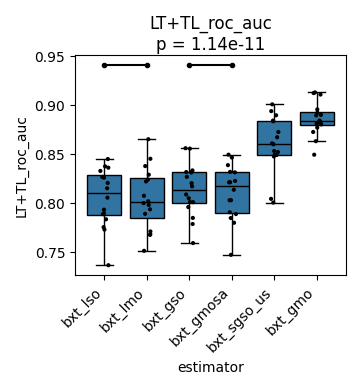 LT+TL_roc_auc
p = 1.14e-11
0.95
0.90
0.85
0.80
0.75
LT+TL_roc_auc
bxt_lso
bxt_lmo
bxt_gso
bxt_gmosa
bxt_sgso_us
bxt_gmo
estimator